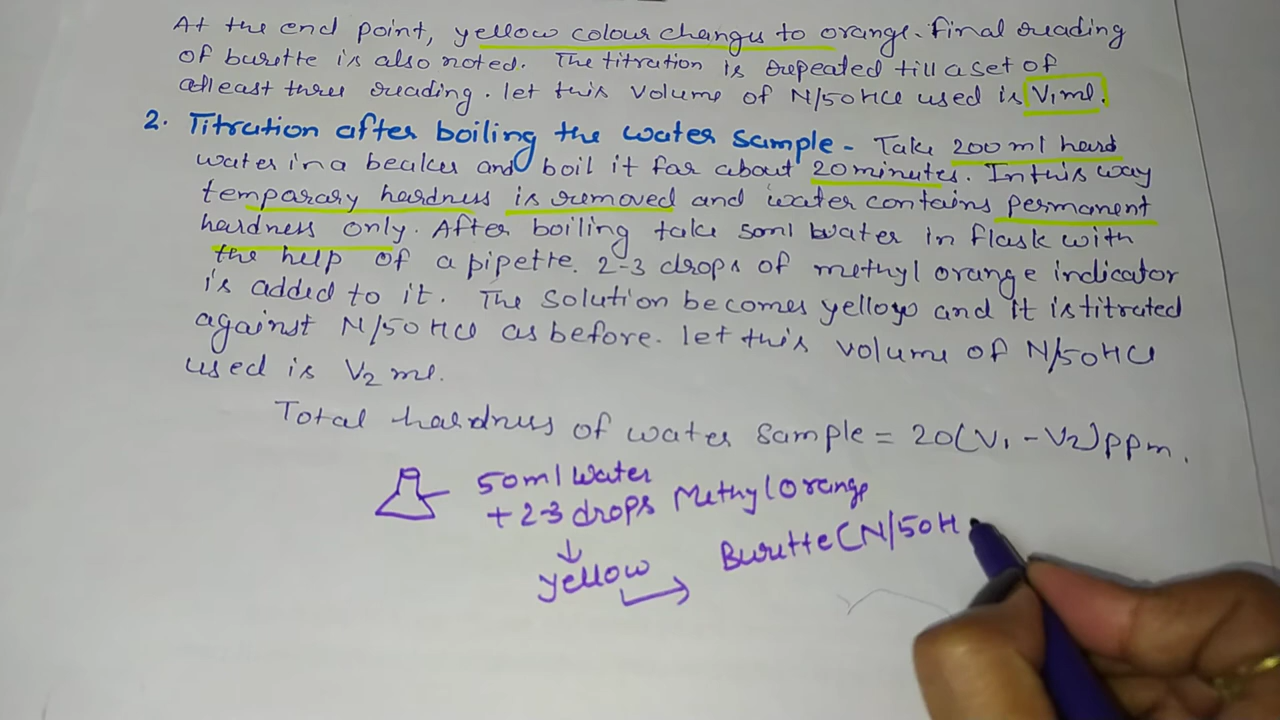 At the end point, yellow colour changes to orange. Final reading
of burette is also noted. The titration is repeated till a set of
atleast three reading. let this volume of N/50 HCl used is V1 ml.
2. Titration after boiling the water sample - Take 200 ml hard
water in a beaker and boil it for about 20 minutes. In this way
temparary hardness is removed and water contains permanent
hardness only. After boiling take 50ml water in flask with
the help of a pipette. 2-3 drops of methyl orange indicator
is added to it. The solution becomes yellow and it is titrated
against N/50 HCl as before. let this volume of N/50 HCl
used is V2 ml.
Total hardness of water sample = 20(V1 - V2) ppm.
50ml water
+ 2-3 drops Methyl Orange
↓
yellow → Burette (N/50 H